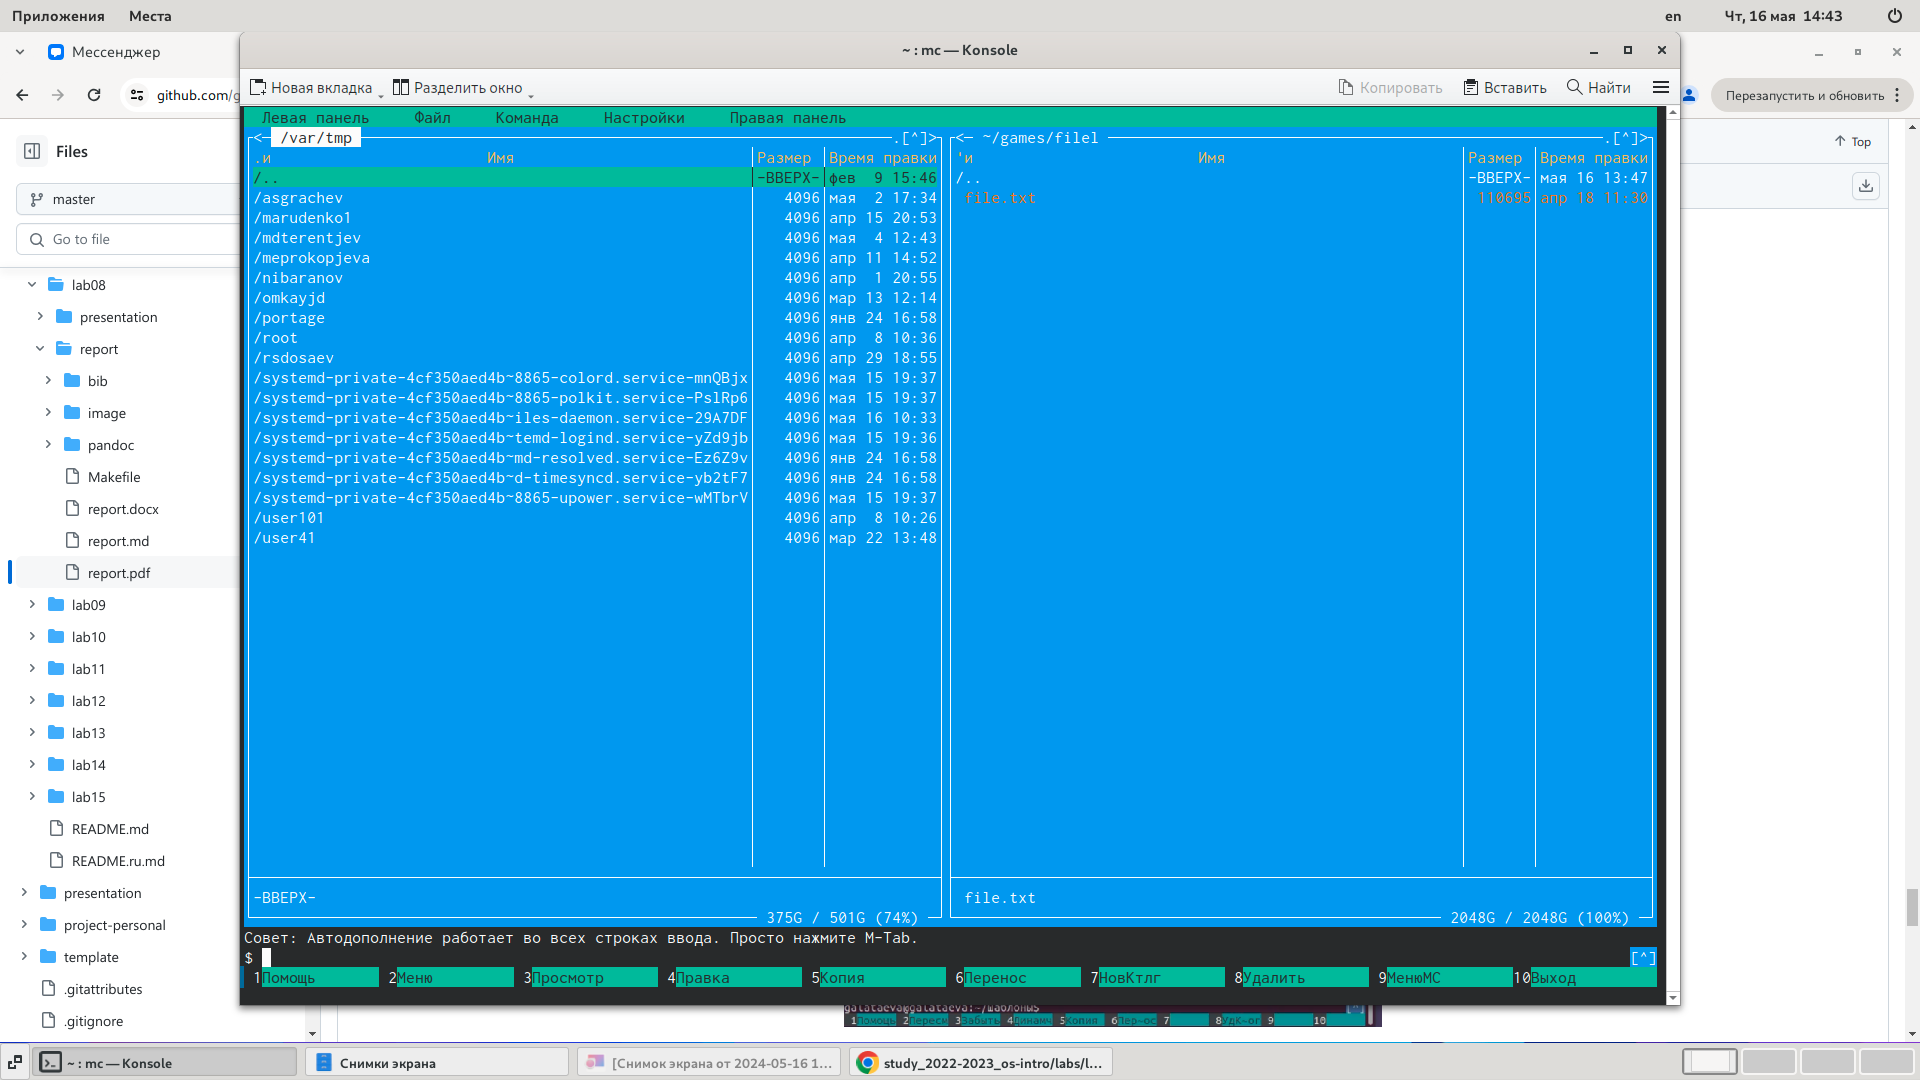 Приложения Места en Чт, 16 мая 14:43
Мессенджер
~ : mc — Konsole
github.com/g
Перезапустить и обновить
Новая вкладка Разделить окно Копировать Вставить Найти
Files
Top
master
Go to file
lab08
presentation
report
bib
image
pandoc
Makefile
report.docx
report.md
report.pdf
lab09
lab10
lab11
lab12
lab13
lab14
lab15
README.md
README.ru.md
presentation
project-personal
template
.gitattributes
.gitignore
Левая панель Файл Команда Настройки Правая панель
<─ /var/tmp .[^]>
.и Имя Размер Время правки
/.. -ВВЕРХ- фев 9 15:46
/asgrachev 4096 мая 2 17:34
/marudenko1 4096 апр 15 20:53
/mdterentjev 4096 мая 4 12:43
/meprokopjeva 4096 апр 11 14:52
/nibaranov 4096 апр 1 20:55
/omkayjd 4096 мар 13 12:14
/portage 4096 янв 24 16:58
/root 4096 апр 8 10:36
/rsdosaev 4096 апр 29 18:55
/systemd-private-4cf350aed4b~8865-colord.service-mnQBjx 4096 мая 15 19:37
/systemd-private-4cf350aed4b~8865-polkit.service-PslRp6 4096 мая 15 19:37
/systemd-private-4cf350aed4b~iles-daemon.service-29A7DF 4096 мая 16 10:33
/systemd-private-4cf350aed4b~temd-logind.service-yZd9jb 4096 мая 15 19:36
/systemd-private-4cf350aed4b~md-resolved.service-Ez6Z9v 4096 янв 24 16:58
/systemd-private-4cf350aed4b~d-timesyncd.service-yb2tF7 4096 янв 24 16:58
/systemd-private-4cf350aed4b~8865-upower.service-wMTbrV 4096 мая 15 19:37
/user101 4096 апр 8 10:26
/user41 4096 мар 22 13:48
-ВВЕРХ-
375G / 501G (74%)
<─ ~/games/filel .[^]>
'и Имя Размер Время правки
/.. -ВВЕРХ- мая 16 13:47
file.txt 110695 апр 18 11:30
file.txt
2048G / 2048G (100%)
Совет: Автодополнение работает во всех строках ввода. Просто нажмите M-Tab.
$ [^]
1Помощь 2Меню 3Просмотр 4Правка 5Копия 6Перенос 7НовКтлг 8Удалить 9МенюМС 10Выход
galataeva@galataeva:~/шаблоны$ [^]
~ : mc — Konsole Снимки экрана [Снимок экрана от 2024-05-16 1... study_2022-2023_os-intro/labs/l...